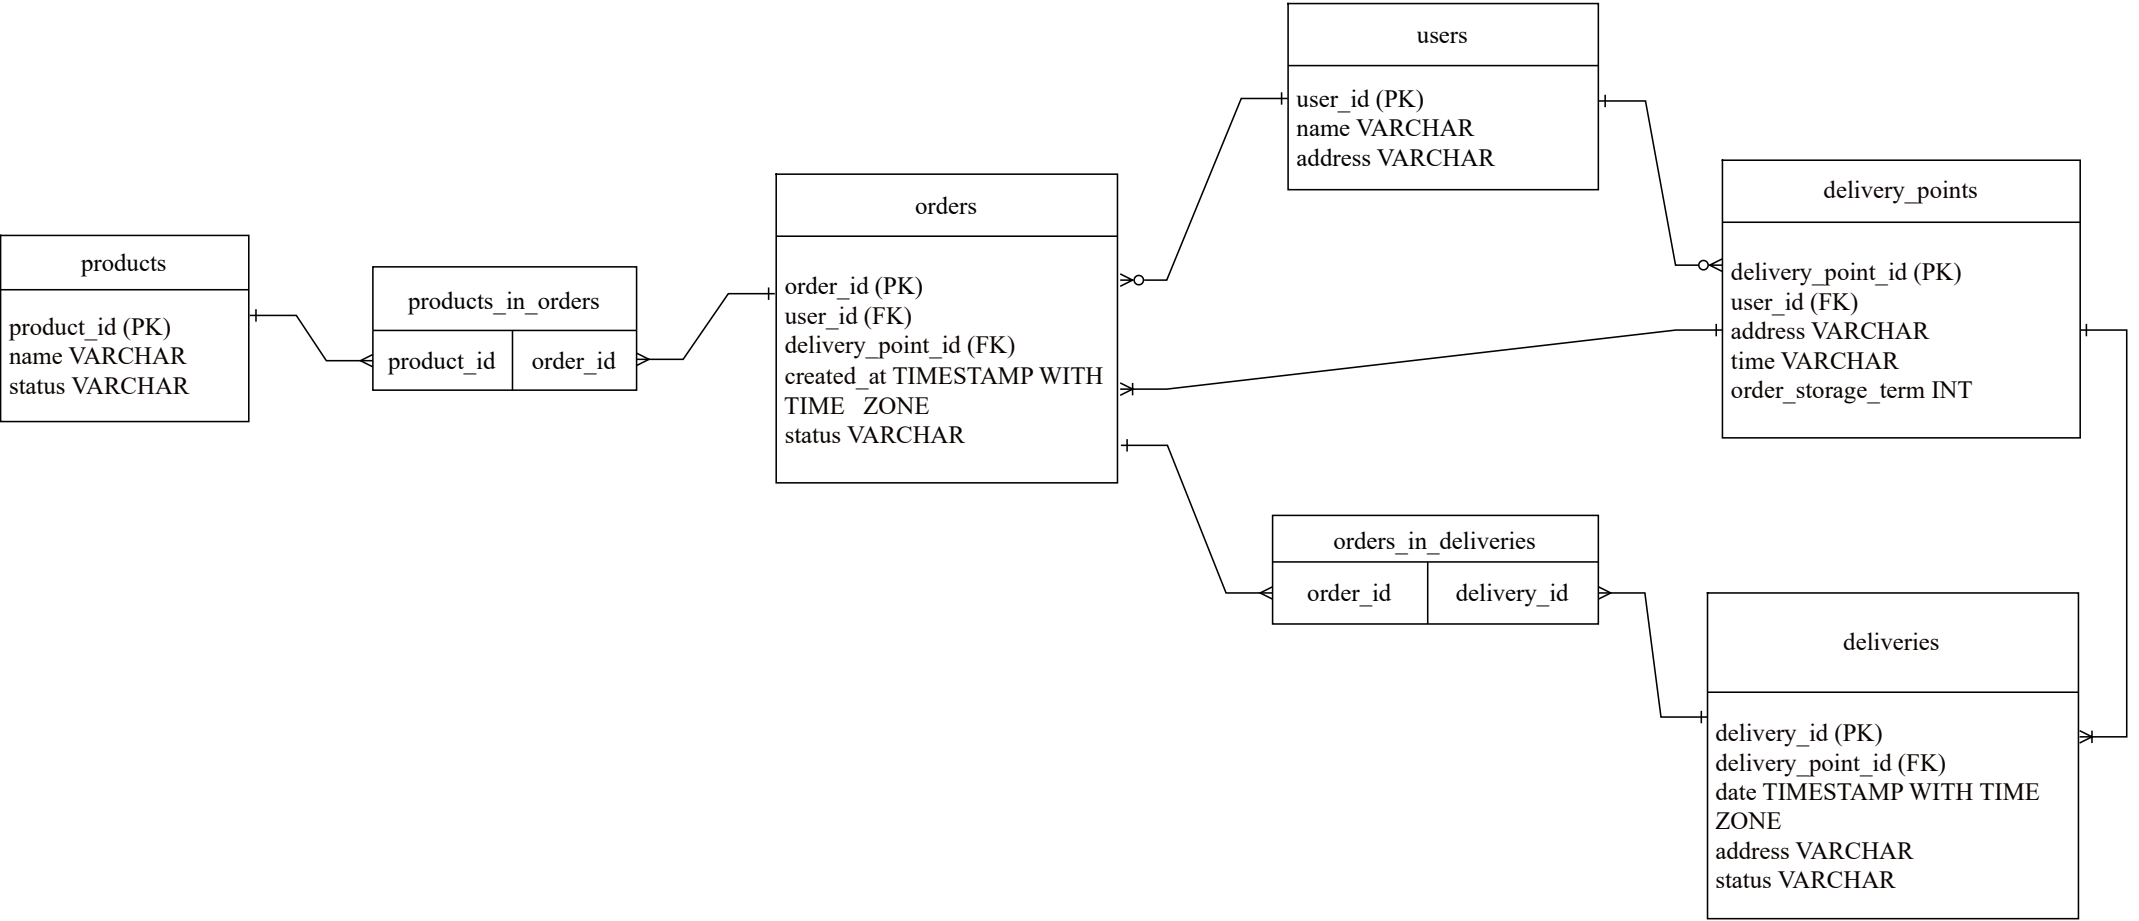 users
user_id (PK)
name VARCHAR
address VARCHAR
delivery_points
delivery_point_id (PK)
user_id (FK)
address VARCHAR
time VARCHAR
order_storage_term INT
orders
order_id (PK)
user_id (FK)
delivery_point_id (FK)
created_at TIMESTAMP WITH
TIME ZONE
status VARCHAR
products
product_id (PK)
name VARCHAR
status VARCHAR
products_in_orders
product_id
order_id
orders_in_deliveries
order_id
delivery_id
deliveries
delivery_id (PK)
delivery_point_id (FK)
date TIMESTAMP WITH TIME
ZONE
address VARCHAR
status VARCHAR